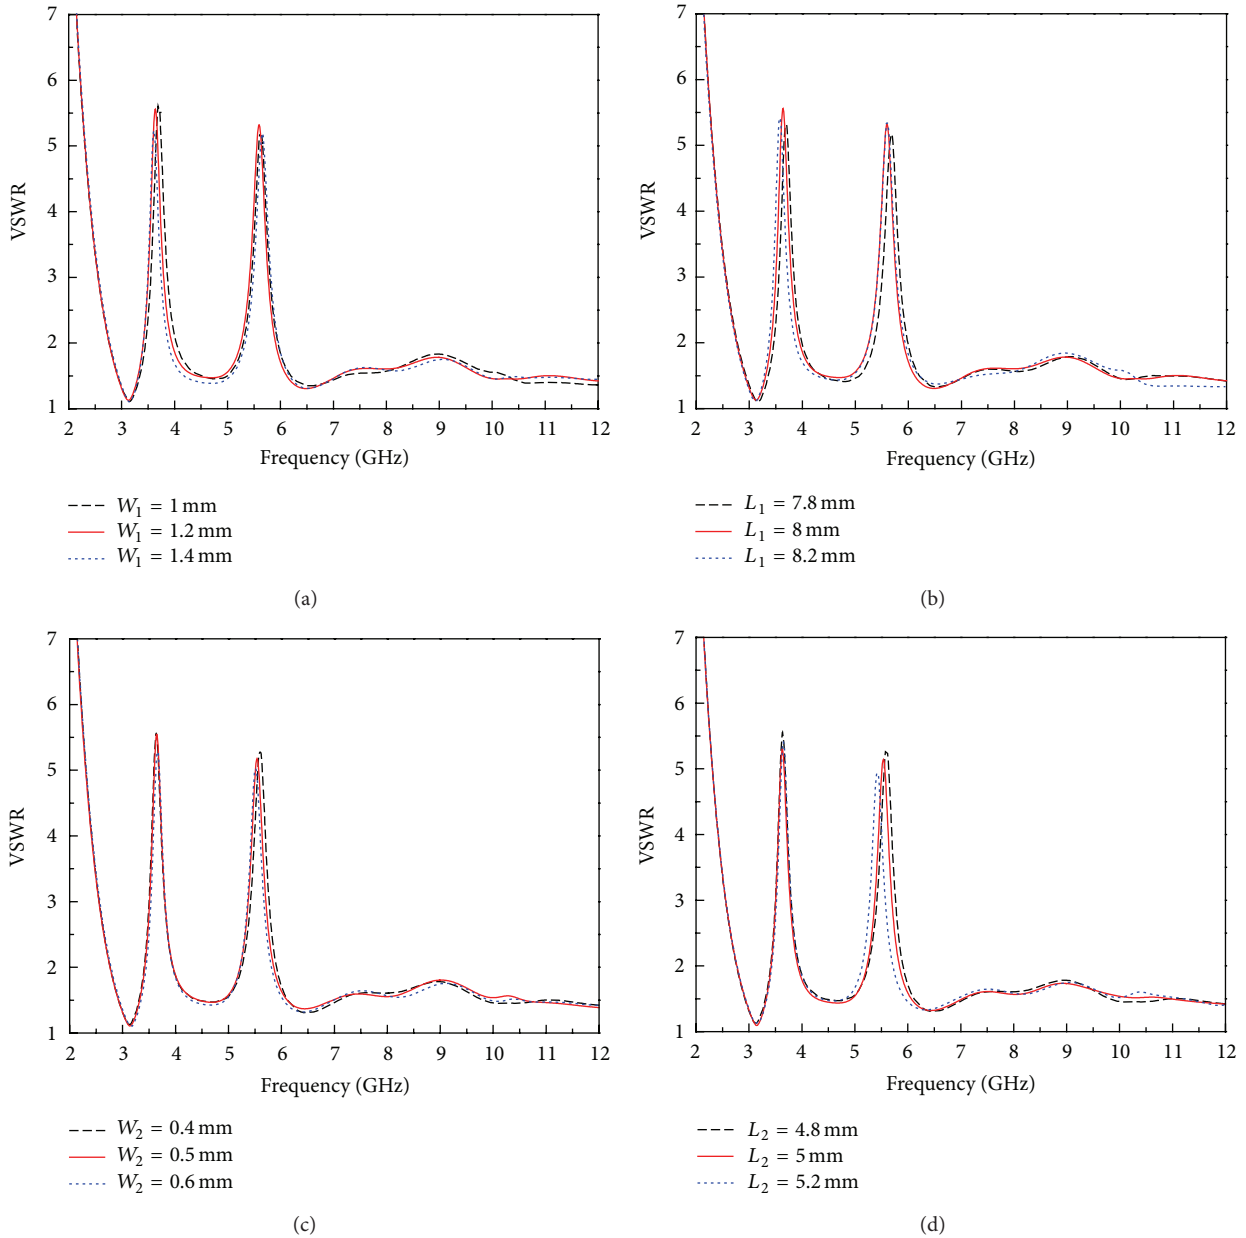 7
6
5
4
3
2
1
VSWR
2 3 4 5 6 7 8 9 10 11 12
Frequency (GHz)
W1 = 1 mm
W1 = 1.2 mm
W1 = 1.4 mm
(a)
7
6
5
4
3
2
1
VSWR
2 3 4 5 6 7 8 9 10 11 12
Frequency (GHz)
L1 = 7.8 mm
L1 = 8 mm
L1 = 8.2 mm
(b)
7
6
5
4
3
2
1
VSWR
2 3 4 5 6 7 8 9 10 11 12
Frequency (GHz)
W2 = 0.4 mm
W2 = 0.5 mm
W2 = 0.6 mm
(c)
7
6
5
4
3
2
1
VSWR
2 3 4 5 6 7 8 9 10 11 12
Frequency (GHz)
L2 = 4.8 mm
L2 = 5 mm
L2 = 5.2 mm
(d)